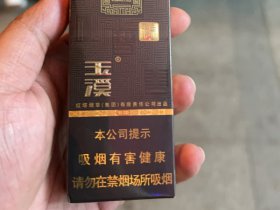 玉溪®
红塔烟草(集团)有限责任公司出品
本公司提示
吸烟有害健康
请勿在禁烟场所吸烟